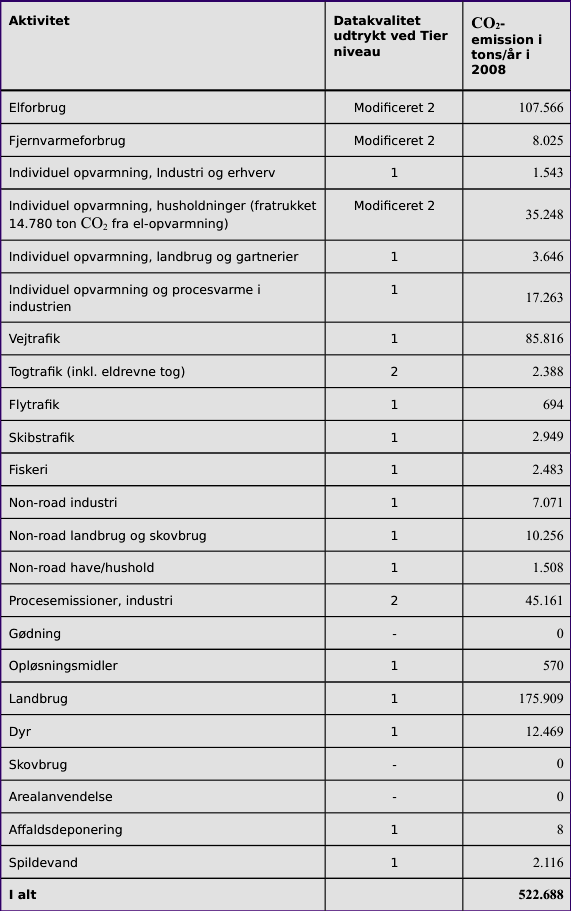 Aktivitet Datakvalitet udtrykt ved Tier niveau CO₂-emission i tons/år i 2008
Elforbrug Modificeret 2 107.566
Fjernvarmeforbrug Modificeret 2 8.025
Individuel opvarmning, Industri og erhverv 1 1.543
Individuel opvarmning, husholdninger (fratrukket
14.780 ton CO₂ fra el-opvarmning) Modificeret 2 35.248
Individuel opvarmning, landbrug og gartnerier 1 3.646
Individuel opvarmning og procesvarme i
industrien 1 17.263
Vejtrafik 1 85.816
Togtrafik (inkl. eldrevne tog) 2 2.388
Flytrafik 1 694
Skibstrafik 1 2.949
Fiskeri 1 2.483
Non-road industri 1 7.071
Non-road landbrug og skovbrug 1 10.256
Non-road have/hushold 1 1.508
Procesemissioner, industri 2 45.161
Gødning - 0
Opløsningsmidler 1 570
Landbrug 1 175.909
Dyr 1 12.469
Skovbrug - 0
Arealanvendelse - 0
Affaldsdeponering 1 8
Spildevand 1 2.116
I alt 522.688